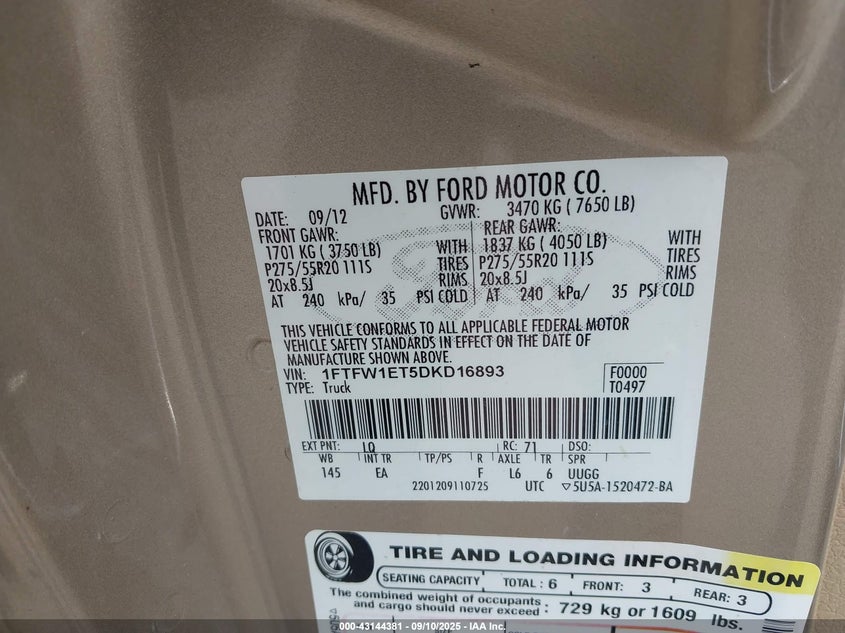 MFD. BY FORD MOTOR CO.
DATE: 09/12 GVWR: 3470 KG ( 7650 LB)
FRONT GAWR: REAR GAWR:
1701 KG ( 3750 LB) WITH 1837 KG ( 4050 LB) WITH
P275/55R20 111S TIRES P275/55R20 111S TIRES
20x8.5J RIMS 20x8.5J RIMS
AT 240 kPa/ 35 PSI COLD AT 240 kPa/ 35 PSI COLD
THIS VEHICLE CONFORMS TO ALL APPLICABLE FEDERAL MOTOR
VEHICLE SAFETY STANDARDS IN EFFECT ON THE DATE OF
MANUFACTURE SHOWN ABOVE.
VIN: 1FTFW1ET5DKD16893 F0000
TYPE: Truck T0497
EXT PNT: LQ RC: 71 DSO:
WB INT TR TP/PS R AXLE TR SPR
145 EA F L6 6 UUGG
2201209110725 UTC ▽5U5A-1520472-BA
TIRE AND LOADING INFORMATION
SEATING CAPACITY TOTAL : 6 FRONT: 3 REAR: 3
The combined weight of occupants
and cargo should never exceed : 729 kg or 1609 lbs.
000-43144381 - 09/10/2025 - IAA Inc.